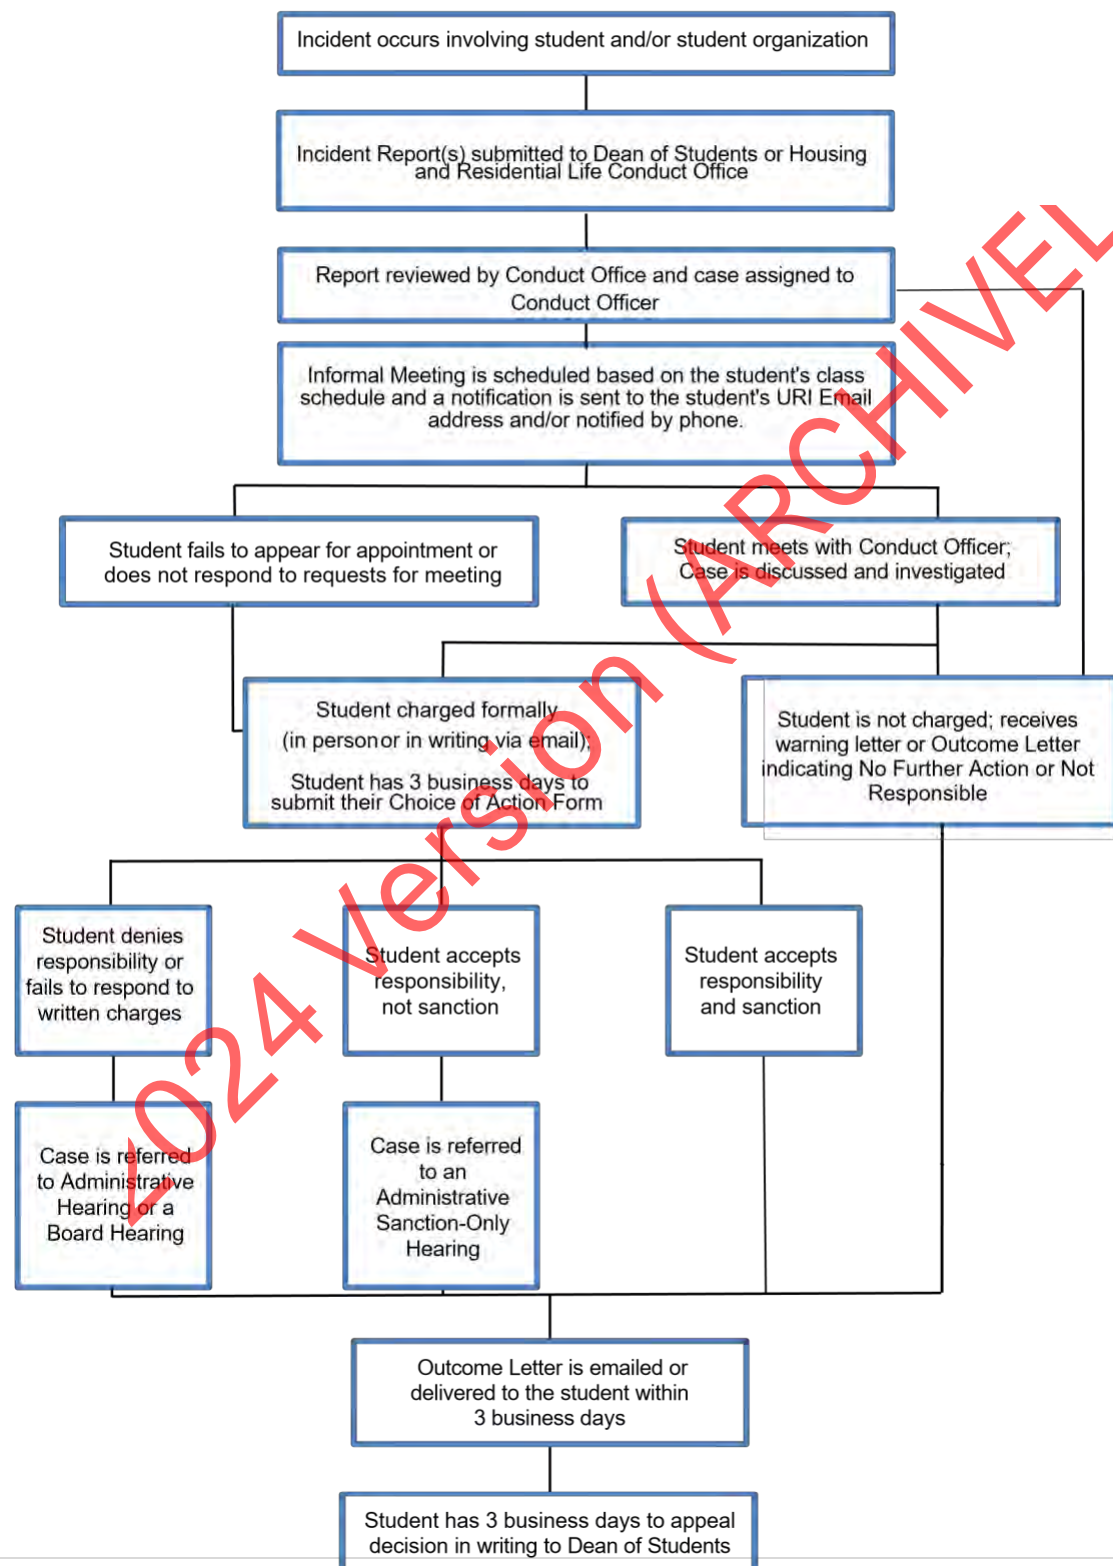 Incident occurs involving student and/or student organization
Incident Report(s) submitted to Dean of Students or Housing
and Residential Life Conduct Office
Report reviewed by Conduct Office and case assigned to
Conduct Officer
Informal Meeting is scheduled based on the student's class
schedule and a notification is sent to the student's URI Email
address and/or notified by phone.
Student fails to appear for appointment or
does not respond to requests for meeting
Student meets with Conduct Officer;
Case is discussed and investigated
Student charged formally
(in person or in writing via email);
Student has 3 business days to
submit their Choice of Action Form
Student is not charged; receives
warning letter or Outcome Letter
indicating No Further Action or Not
Responsible
Student denies
responsibility or
fails to respond to
written charges
Student accepts
responsibility,
not sanction
Student accepts
responsibility
and sanction
Case is referred
to Administrative
Hearing or a
Board Hearing
Case is referred
to an
Administrative
Sanction-Only
Hearing
Outcome Letter is emailed or
delivered to the student within
3 business days
Student has 3 business days to appeal
decision in writing to Dean of Students
2024 Version (ARCHIVE